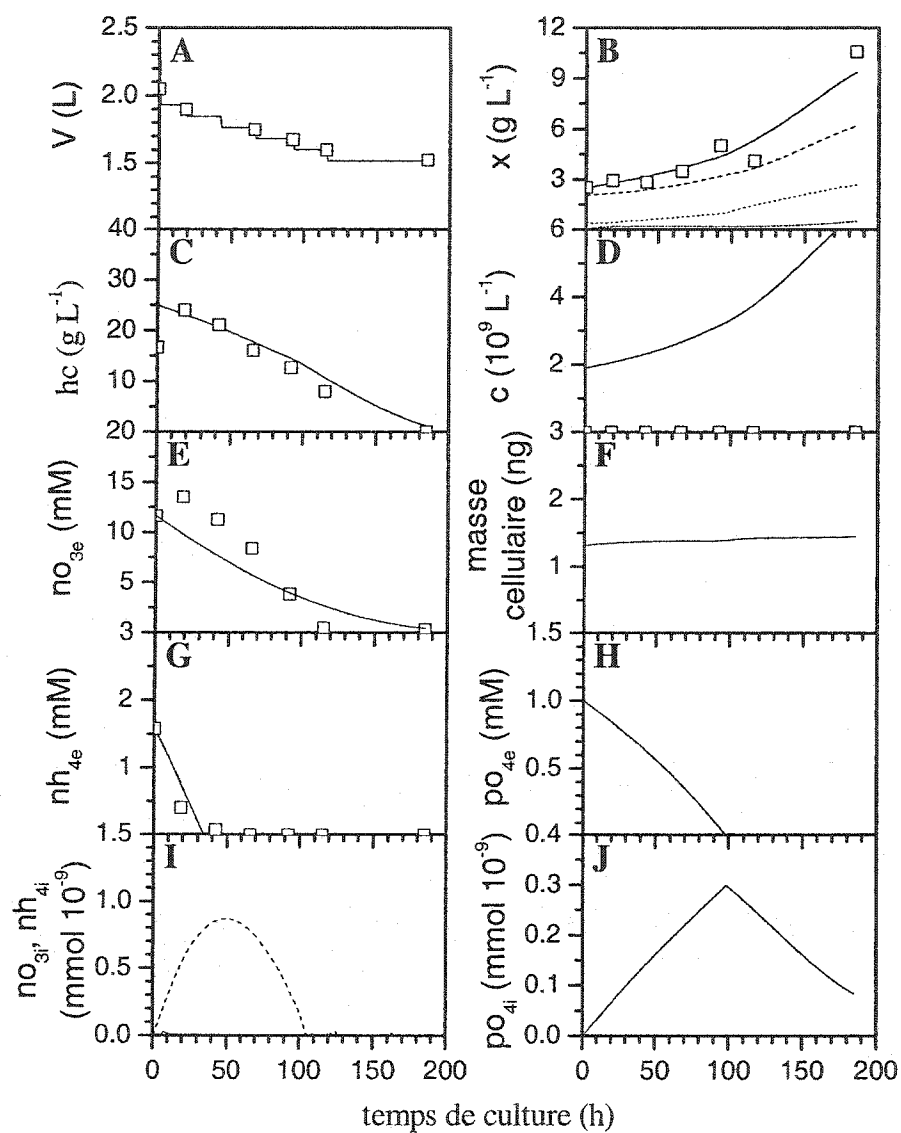 A
V (L)
2.5
2.0
1.5
40
B
x (g L⁻¹)
12
9
6
3
6
C
hc (g L⁻¹)
30
20
10
20
D
c (10⁹ L⁻¹)
4
2
3
E
no₃ₑ (mM)
15
10
5
3
F
masse
cellulaire (ng)
2
1
1.5
G
nh₄ₑ (mM)
2
1
1.5
H
po₄ₑ (mM)
1.0
0.5
0.4
I
no₃ᵢ, nh₄ᵢ
(mmol 10⁻⁹)
1.0
0.5
0.0
J
po₄ᵢ (mmol 10⁻⁹)
0.3
0.2
0.1
0.0
0 50 100 150 200
0 50 100 150 200
temps de culture (h)